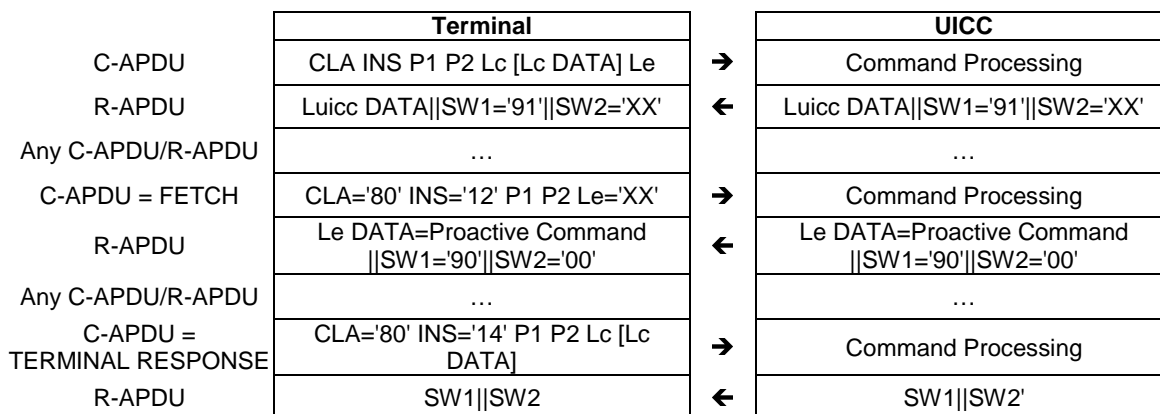 Terminal UICC
C-APDU CLA INS P1 P2 Lc [Lc DATA] Le → Command Processing
R-APDU Luicc DATA||SW1='91'||SW2='XX' ← Luicc DATA||SW1='91'||SW2='XX'
Any C-APDU/R-APDU … …
C-APDU = FETCH CLA='80' INS='12' P1 P2 Le='XX' → Command Processing
R-APDU Le DATA=Proactive Command ||SW1='90'||SW2='00' ← Le DATA=Proactive Command ||SW1='90'||SW2='00'
Any C-APDU/R-APDU … …
C-APDU = TERMINAL RESPONSE CLA='80' INS='14' P1 P2 Lc [Lc DATA] → Command Processing
R-APDU SW1||SW2 ← SW1||SW2'